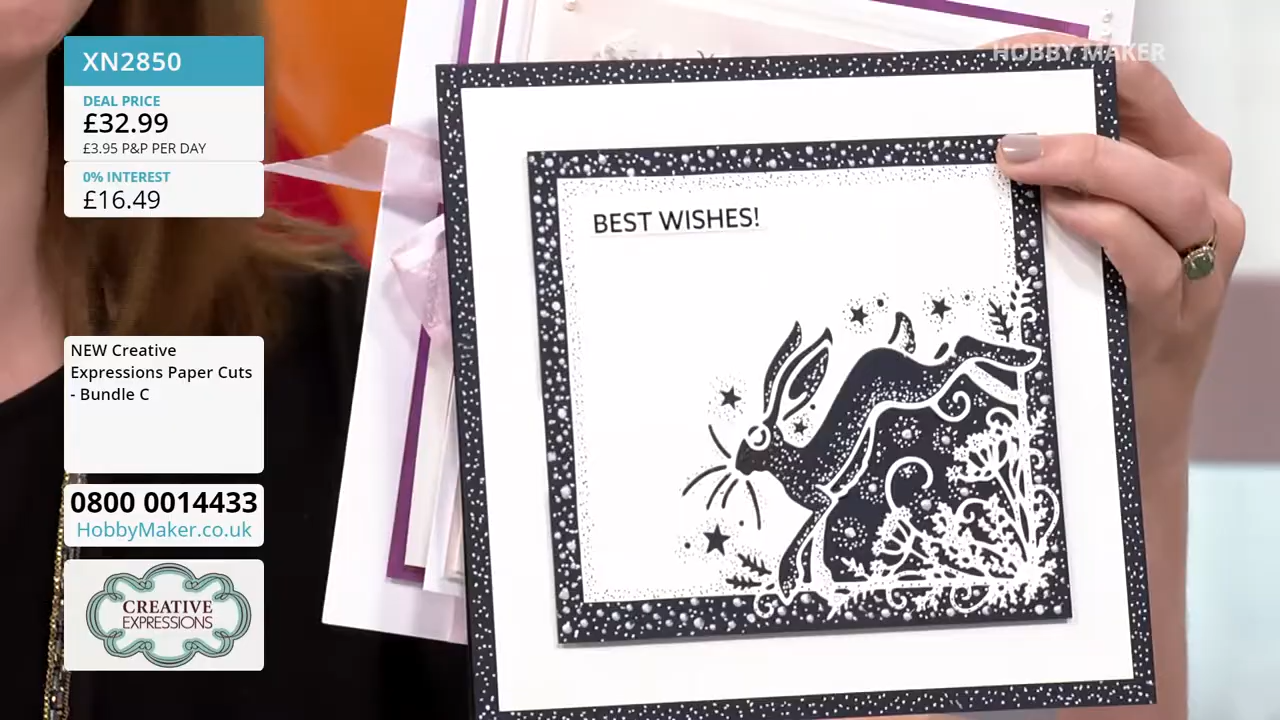 XN2850
DEAL PRICE
£32.99
£3.95 P&P PER DAY
0% INTEREST
£16.49
NEW Creative
Expressions Paper Cuts
- Bundle C
0800 0014433
HobbyMaker.co.uk
CREATIVE
EXPRESSIONS
HOBBY MAKER
BEST WISHES!